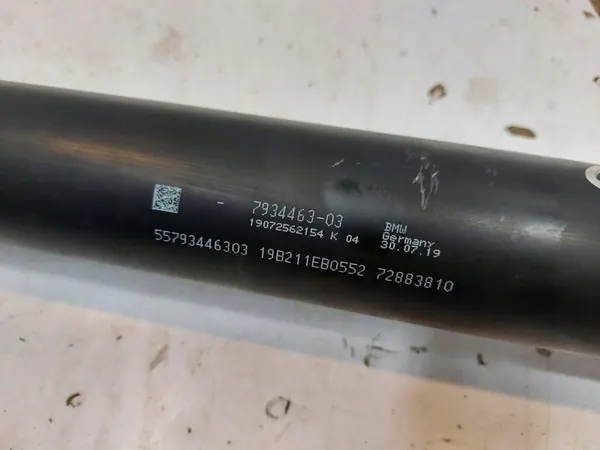 - 7934463-03
19072562154 K 04
BMW
Germany
30.07.19
55793446303 19B211EB0552 72883810